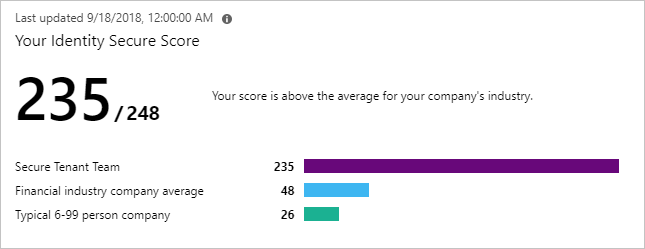 Last updated 9/18/2018, 12:00:00 AM
Your Identity Secure Score
235 / 248
Your score is above the average for your company's industry.
Secure Tenant Team 235
Financial industry company average 48
Typical 6-99 person company 26